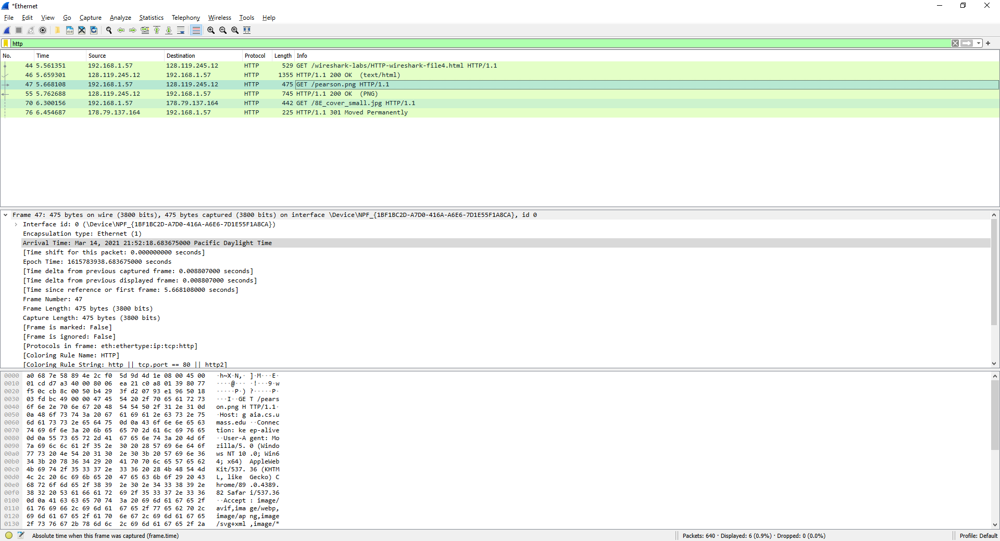 *Ethernet
File Edit View Go Capture Analyze Statistics Telephony Wireless Tools Help
http
No. Time Source Destination Protocol Length Info
44 5.561351 192.168.1.57 128.119.245.12 HTTP 529 GET /wireshark-labs/HTTP-wireshark-file4.html HTTP/1.1
46 5.659301 128.119.245.12 192.168.1.57 HTTP 1355 HTTP/1.1 200 OK (text/html)
47 5.668108 192.168.1.57 128.119.245.12 HTTP 475 GET /pearson.png HTTP/1.1
55 5.762688 128.119.245.12 192.168.1.57 HTTP 745 HTTP/1.1 200 OK (PNG)
70 6.300156 192.168.1.57 178.79.137.164 HTTP 442 GET /8E_cover_small.jpg HTTP/1.1
76 6.454687 178.79.137.164 192.168.1.57 HTTP 225 HTTP/1.1 301 Moved Permanently
Frame 47: 475 bytes on wire (3800 bits), 475 bytes captured (3800 bits) on interface \Device\NPF_{1BF1BC2D-A7D0-416A-A6E6-7D1E55F1A8CA}, id 0
Interface id: 0 (\Device\NPF_{1BF1BC2D-A7D0-416A-A6E6-7D1E55F1A8CA})
Encapsulation type: Ethernet (1)
Arrival Time: Mar 14, 2021 21:52:18.683675000 Pacific Daylight Time
[Time shift for this packet: 0.000000000 seconds]
Epoch Time: 1615783938.683675000 seconds
[Time delta from previous captured frame: 0.008807000 seconds]
[Time delta from previous displayed frame: 0.008807000 seconds]
[Time since reference or first frame: 5.668108000 seconds]
Frame Number: 47
Frame Length: 475 bytes (3800 bits)
Capture Length: 475 bytes (3800 bits)
[Frame is marked: False]
[Frame is ignored: False]
[Protocols in frame: eth:ethertype:ip:tcp:http]
[Coloring Rule Name: HTTP]
[Coloring Rule String: http || tcp.port == 80 || http2]
0000 a0 68 7e 58 89 4e 2c f0 5d 9d 4d 1e 08 00 45 00 ·h~X·N,· ]·M···E·
0010 01 cd d7 a3 40 00 80 06 ea 21 c0 a8 01 39 80 77 ····@··· ·!···9·w
0020 f5 0c cb 8c 00 50 b4 29 3f d2 07 93 e1 96 50 18 ·····P·) ?·····P·
0030 03 fd bc 49 00 00 47 45 54 20 2f 70 65 61 72 73 ···I··GE T /pears
0040 6f 6e 2e 70 6e 67 20 48 54 54 50 2f 31 2e 31 0d on.png H TTP/1.1·
0050 0a 48 6f 73 74 3a 20 67 61 69 61 2e 63 73 2e 75 ·Host: g aia.cs.u
0060 6d 61 73 73 2e 65 64 75 0d 0a 43 6f 6e 6e 65 63 mass.edu ··Connec
0070 74 69 6f 6e 3a 20 6b 65 65 70 2d 61 6c 69 76 65 tion: ke ep-alive
0080 0d 0a 55 73 65 72 2d 41 67 65 6e 74 3a 20 4d 6f ··User-A gent: Mo
0090 7a 69 6c 6c 61 2f 35 2e 30 20 28 57 69 6e 64 6f zilla/5. 0 (Windo
00a0 77 73 20 4e 54 20 31 30 2e 30 3b 20 57 69 6e 36 ws NT 10 .0; Win6
00b0 34 3b 20 78 36 34 29 20 41 70 70 6c 65 57 65 62 4; x64) AppleWeb
00c0 4b 69 74 2f 35 33 37 2e 33 36 20 28 4b 48 54 4d Kit/537. 36 (KHTM
00d0 4c 2c 20 6c 69 6b 65 20 47 65 63 6b 6f 29 20 43 L, like Gecko) C
00e0 68 72 6f 6d 65 2f 38 39 2e 30 2e 34 33 38 39 2e hrome/89 .0.4389.
00f0 38 32 20 53 61 66 61 72 69 2f 35 33 37 2e 33 36 82 Safar i/537.36
0100 0d 0a 41 63 63 65 70 74 3a 20 69 6d 61 67 65 2f ··Accept : image/
0110 61 76 69 66 2c 69 6d 61 67 65 2f 77 65 62 70 2c avif,ima ge/webp,
0120 69 6d 61 67 65 2f 61 70 6e 67 2c 69 6d 61 67 65 image/ap ng,image
0130 2f 73 76 67 2b 78 6d 6c 2c 69 6d 61 67 65 2f 2a /svg+xml ,image/*
Absolute time when this frame was captured (frame.time)
Packets: 640 · Displayed: 6 (0.9%) · Dropped: 0 (0.0%)
Profile: Default